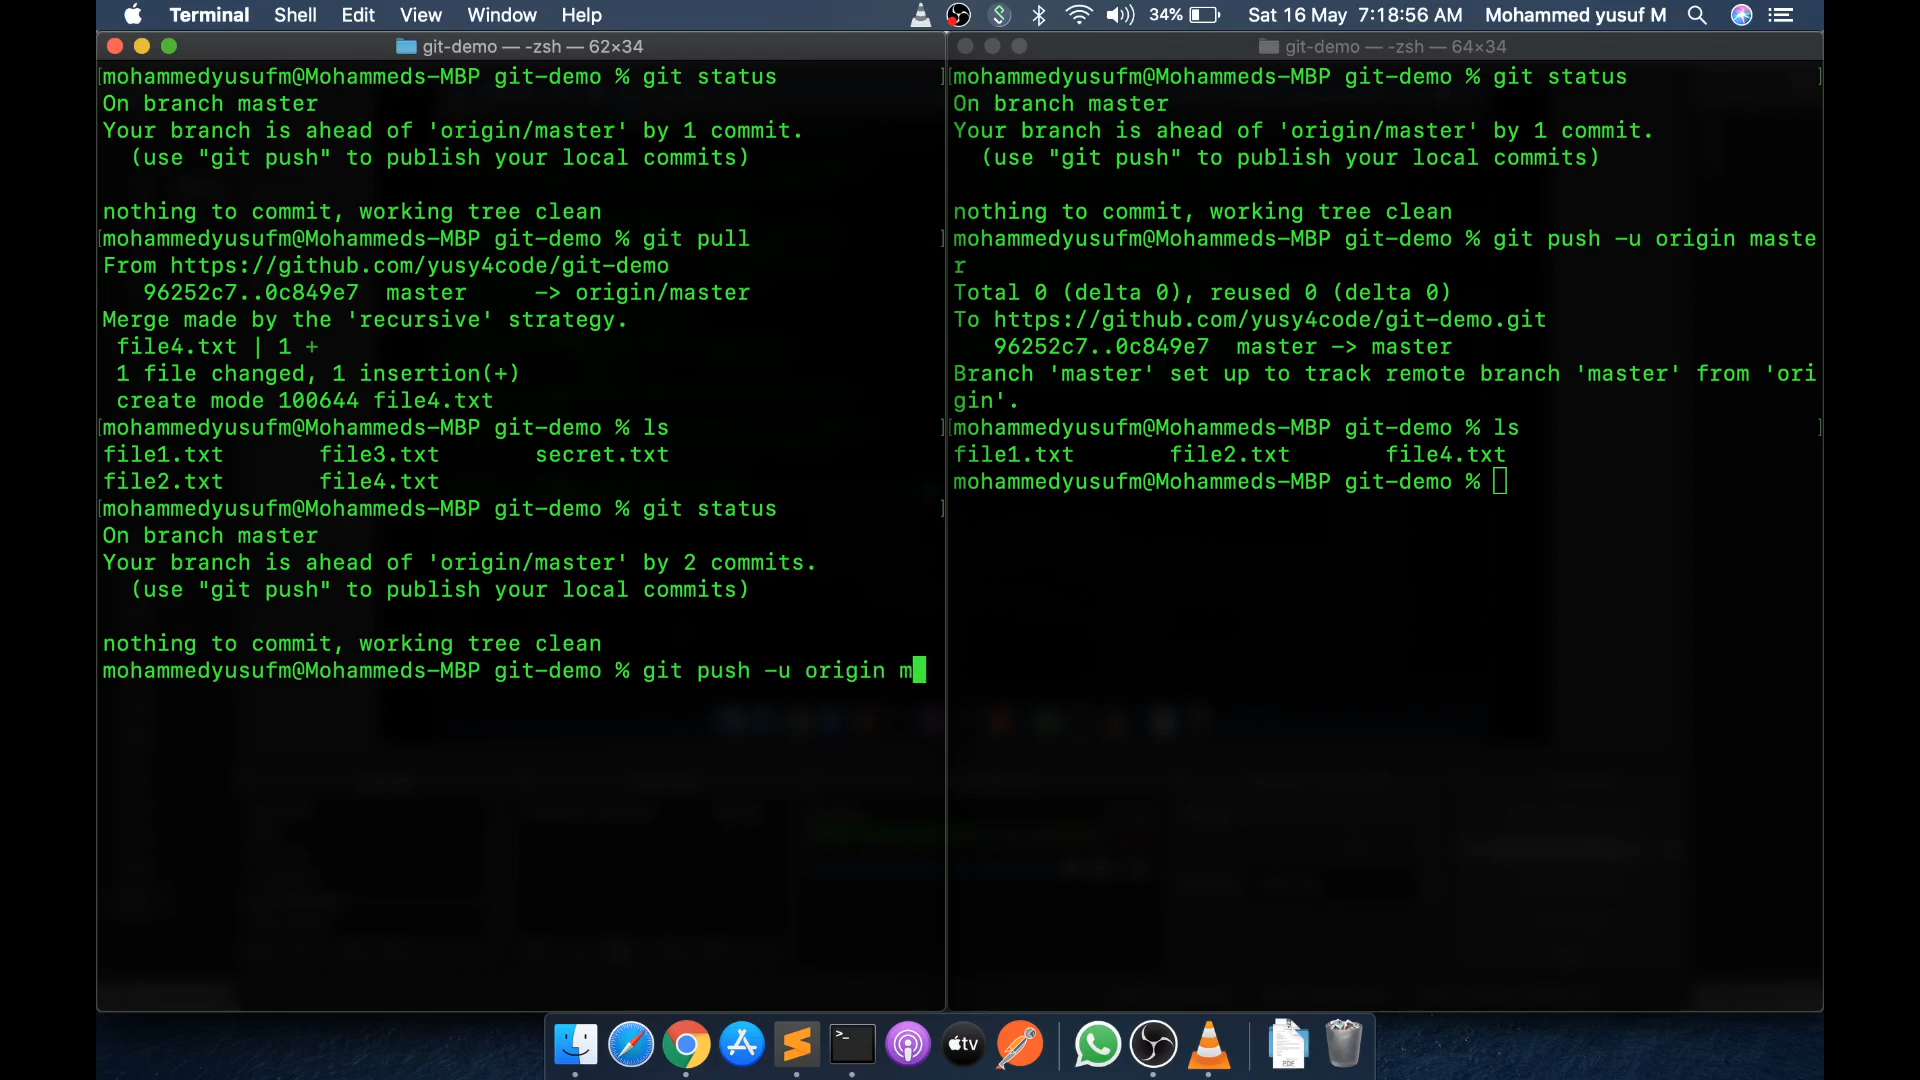 Terminal Shell Edit View Window Help 34% Sat 16 May 7:18:56 AM Mohammed yusuf M
git-demo — -zsh — 62×34
[mohammedyusufm@Mohammeds-MBP git-demo % git status ]
On branch master
Your branch is ahead of 'origin/master' by 1 commit.
(use "git push" to publish your local commits)
nothing to commit, working tree clean
[mohammedyusufm@Mohammeds-MBP git-demo % git pull ]
From https://github.com/yusy4code/git-demo
96252c7..0c849e7 master -> origin/master
Merge made by the 'recursive' strategy.
file4.txt | 1 +
1 file changed, 1 insertion(+)
create mode 100644 file4.txt
[mohammedyusufm@Mohammeds-MBP git-demo % ls ]
file1.txt file3.txt secret.txt
file2.txt file4.txt
[mohammedyusufm@Mohammeds-MBP git-demo % git status ]
On branch master
Your branch is ahead of 'origin/master' by 2 commits.
(use "git push" to publish your local commits)
nothing to commit, working tree clean
mohammedyusufm@Mohammeds-MBP git-demo % git push -u origin m
git-demo — -zsh — 64×34
[mohammedyusufm@Mohammeds-MBP git-demo % git status ]
On branch master
Your branch is ahead of 'origin/master' by 1 commit.
(use "git push" to publish your local commits)
nothing to commit, working tree clean
mohammedyusufm@Mohammeds-MBP git-demo % git push -u origin maste
r
Total 0 (delta 0), reused 0 (delta 0)
To https://github.com/yusy4code/git-demo.git
96252c7..0c849e7 master -> master
Branch 'master' set up to track remote branch 'master' from 'ori
gin'.
[mohammedyusufm@Mohammeds-MBP git-demo % ls ]
file1.txt file2.txt file4.txt
mohammedyusufm@Mohammeds-MBP git-demo %
tv
PDF